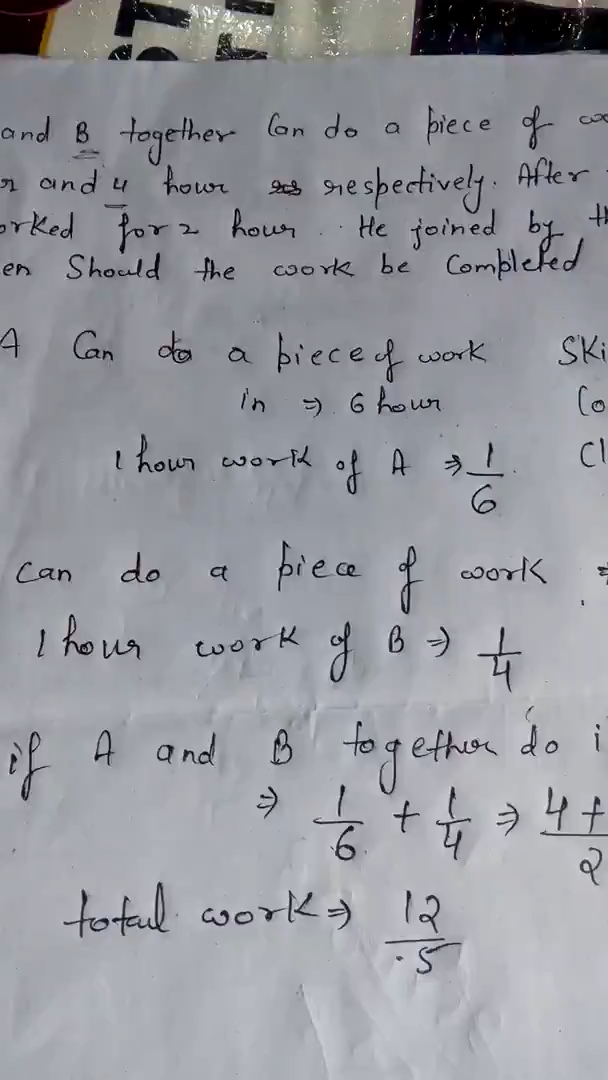 and B together Can do a piece of
and 4 hour respectively. After
for 2 hour. He joined by
Should the work be Completed
A Can do a piece of work
in ⇒ 6 hour
1 hour work of A ⇒ 1/6
can do a piece of work
1 hour work of B ⇒ 1/4
if A and B together do
⇒ 1/6 + 1/4 ⇒ 4+/2
total work ⇒ 12/5